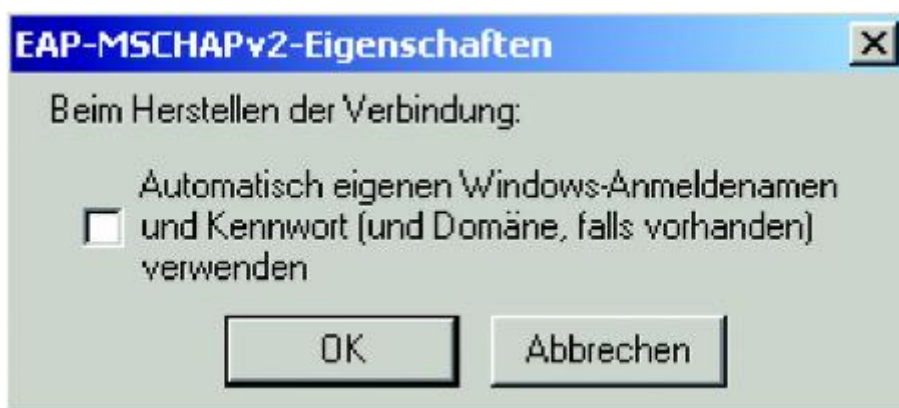 EAP-MSCHAPv2-Eigenschaften
Beim Herstellen der Verbindung:
Automatisch eigenen Windows-Anmeldenamen
und Kennwort (und Domäne, falls vorhanden)
verwenden
OK Abbrechen